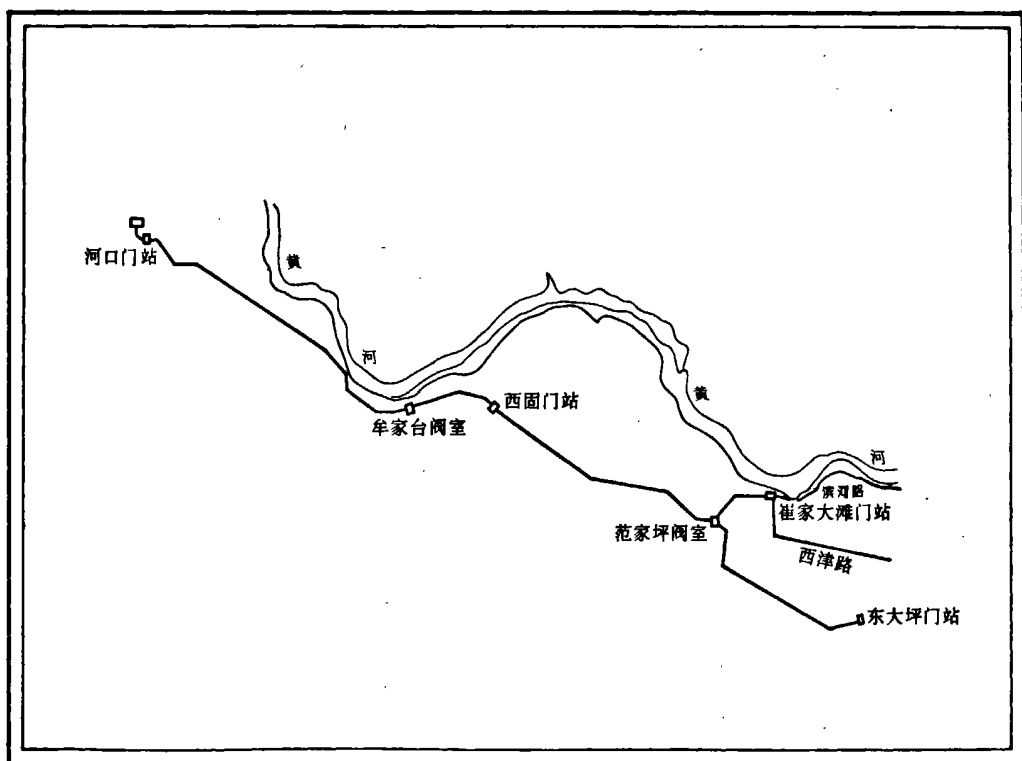 河口门站
黄
河
牟家台阀室
西固门站
黄
河
滨河路
崔家大滩门站
范家坪阀室
西津路
东大坪门站